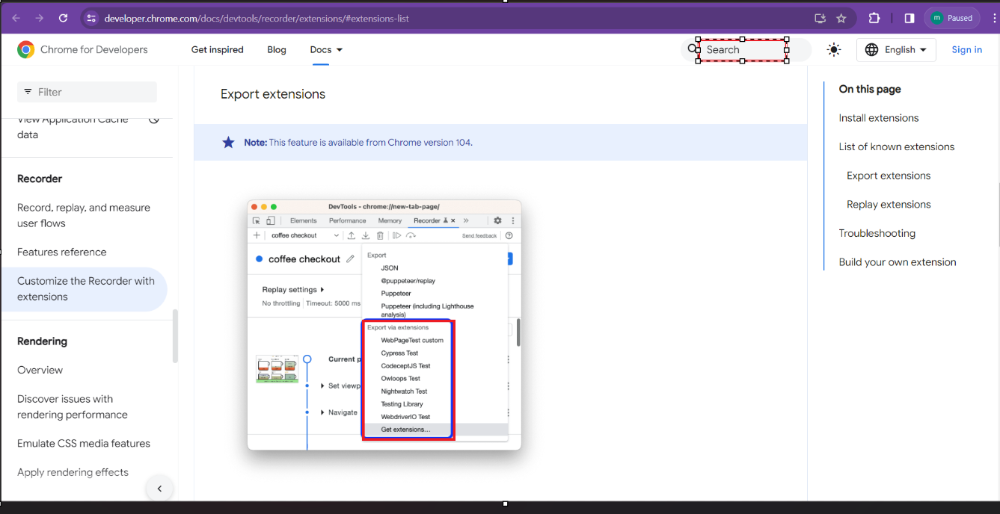 developer.chrome.com/docs/devtools/recorder/extensions/#extensions-list
m Paused
Chrome for Developers
Get inspired
Blog
Docs
Search
English
Sign in
Filter
View Application Cache
data
Recorder
Record, replay, and measure
user flows
Features reference
Customize the Recorder with
extensions
Rendering
Overview
Discover issues with
rendering performance
Emulate CSS media features
Apply rendering effects
Export extensions
Note: This feature is available from Chrome version 104.
DevTools - chrome://new-tab-page/
Elements
Performance
Memory
Recorder
coffee checkout
Send feedback
coffee checkout
Replay settings
No throttling
Timeout: 5000 ms
Current p
Set viewp
Navigate
Export
JSON
@puppeteer/replay
Puppeteer
Puppeteer (including Lighthouse
analysis)
Export via extensions
WebPageTest custom
Cypress Test
CodeceptJS Test
Owloops Test
Nightwatch Test
Testing Library
WebdriverIO Test
Get extensions...
On this page
Install extensions
List of known extensions
Export extensions
Replay extensions
Troubleshooting
Build your own extension